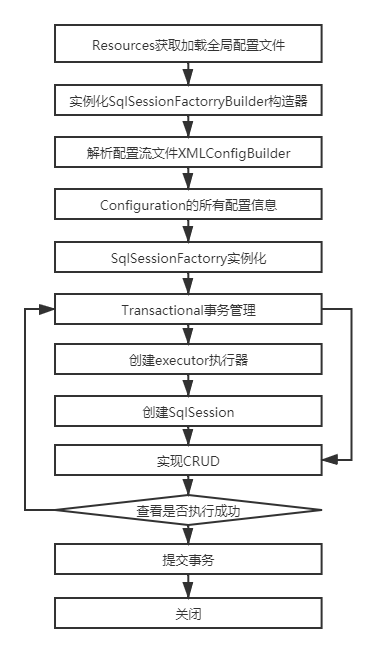 Resources获取加载全局配置文件
实例化SqlSessionFactorryBuilder构造器
解析配置流文件XMLConfigBuilder
Configuration的所有配置信息
SqlSessionFactorry实例化
Transactional事务管理
创建executor执行器
创建SqlSession
实现CRUD
查看是否执行成功
提交事务
关闭